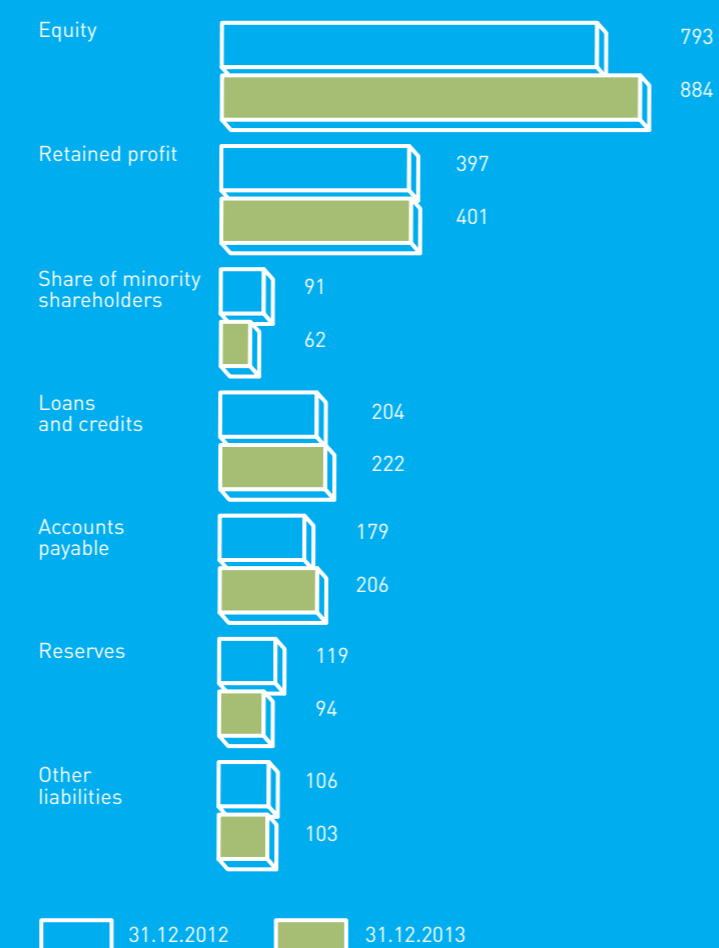 Equity
793
884
Retained profit
397
401
Share of minority
shareholders
91
62
Loans
and credits
204
222
Accounts
payable
179
206
Reserves
119
94
Other
liabilities
106
103
31.12.2012
31.12.2013